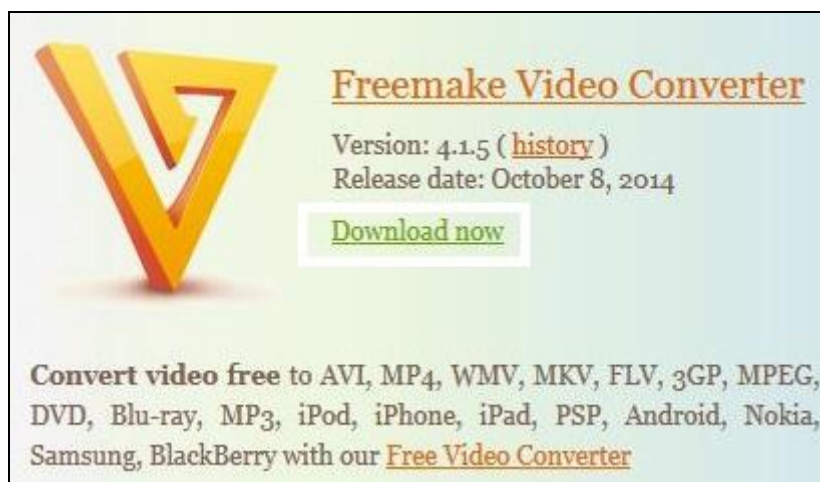 Freemake Video Converter
Version: 4.1.5 ( history )
Release date: October 8, 2014
Download now
Convert video free to AVI, MP4, WMV, MKV, FLV, 3GP, MPEG,
DVD, Blu-ray, MP3, iPod, iPhone, iPad, PSP, Android, Nokia,
Samsung, BlackBerry with our Free Video Converter